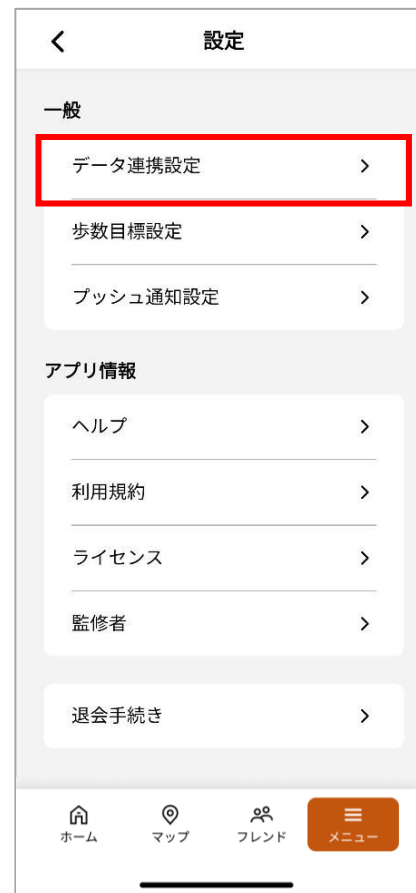 設定
一般
データ連携設定
歩数目標設定
プッシュ通知設定
アプリ情報
ヘルプ
利用規約
ライセンス
監修者
退会手続き
ホーム マップ フレンド メニュー